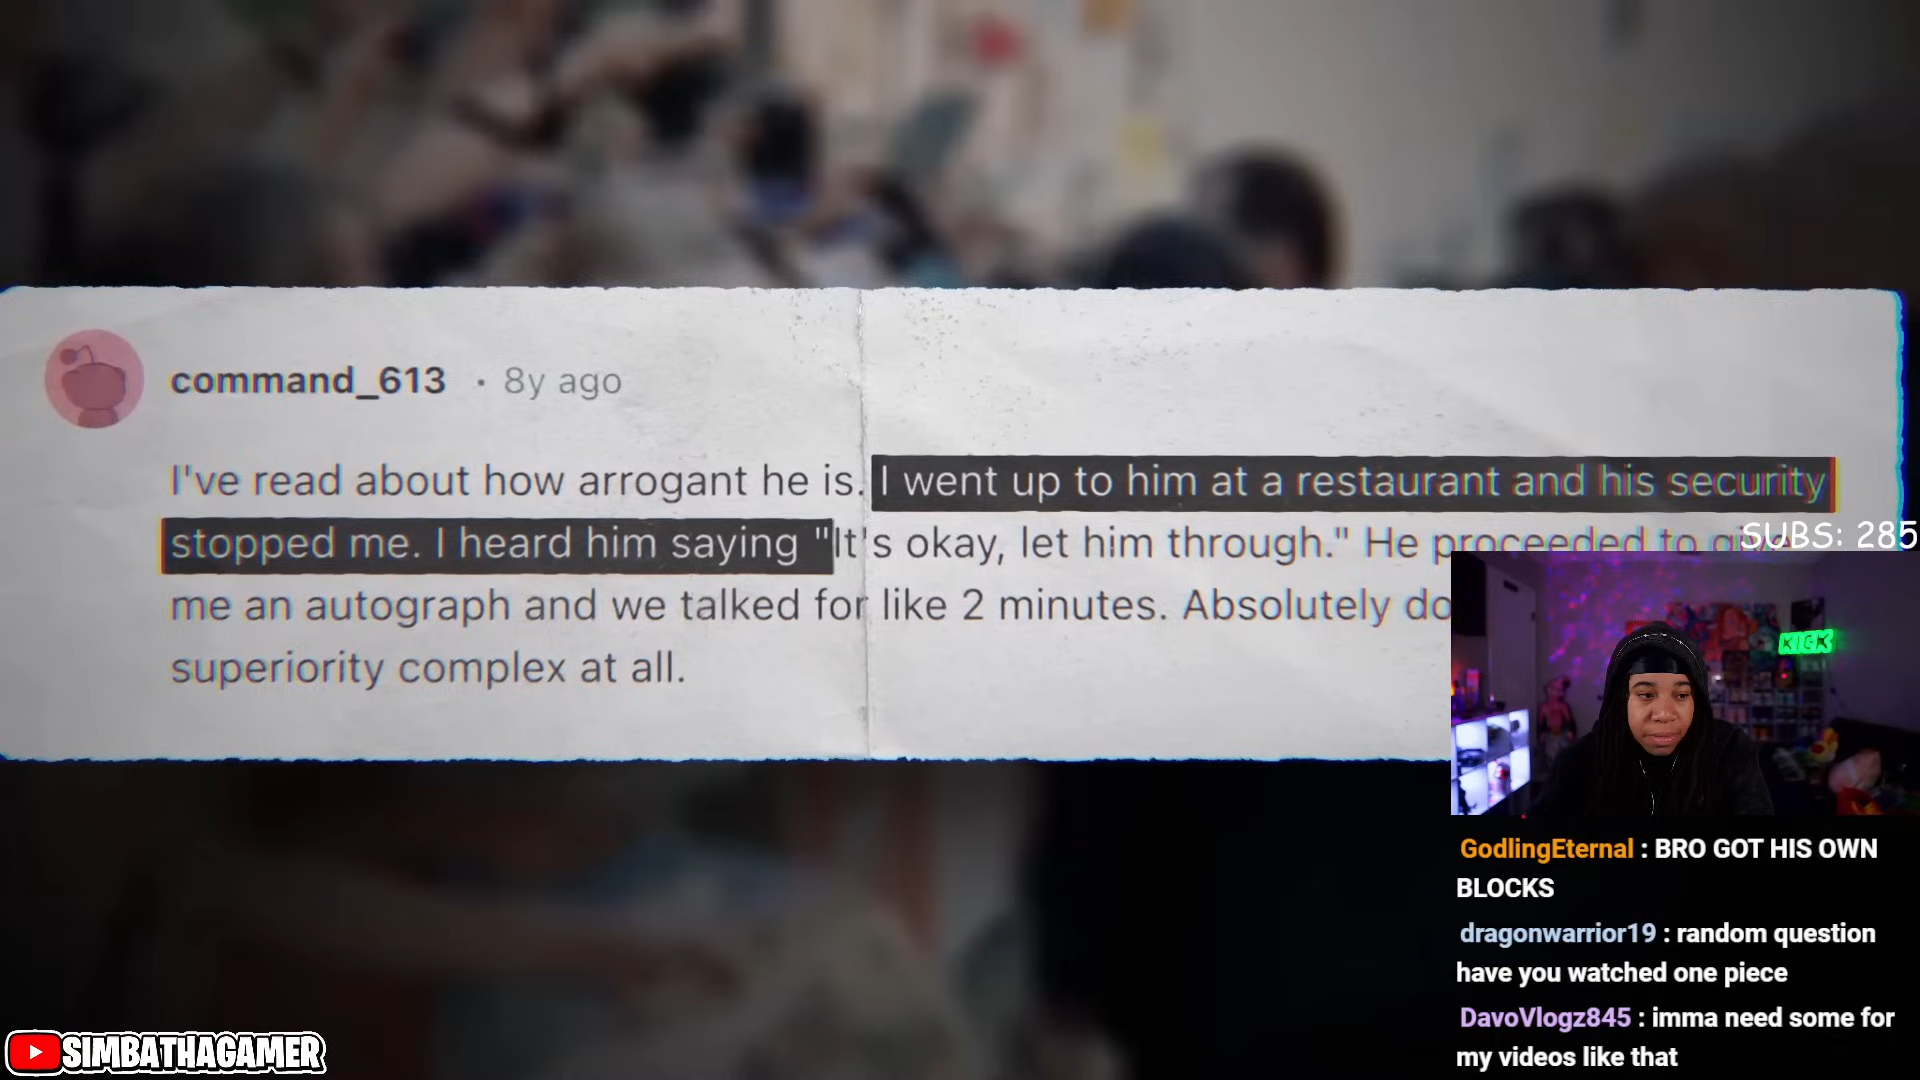 command_613 · 8y ago
I've read about how arrogant he is. I went up to him at a restaurant and his security
stopped me. I heard him saying "It's okay, let him through." He proceeded to give
me an autograph and we talked for like 2 minutes. Absolutely
superiority complex at all.
SUBS: 285
KICK
GodlingEternal : BRO GOT HIS OWN
BLOCKS
dragonwarrior19 : random question
have you watched one piece
DavoVlogz845 : imma need some for
my videos like that
SIMBATHAGAMER